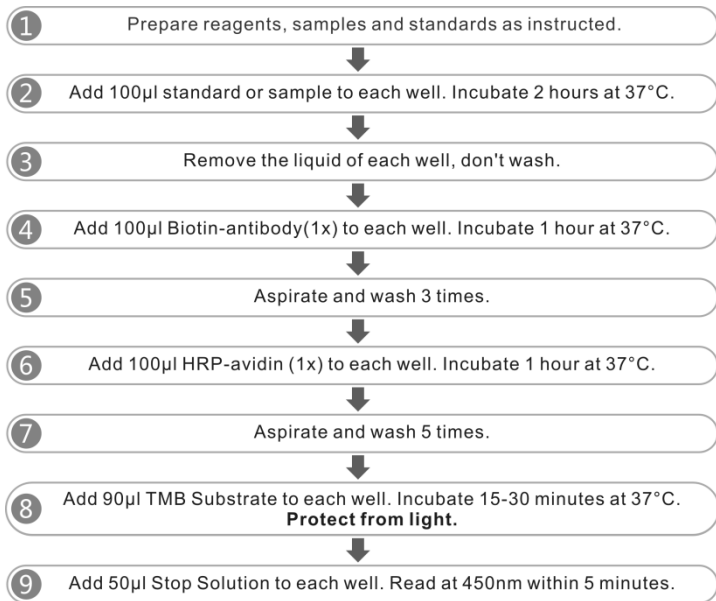 1 Prepare reagents, samples and standards as instructed.
2 Add 100µl standard or sample to each well. Incubate 2 hours at 37°C.
3 Remove the liquid of each well, don't wash.
4 Add 100µl Biotin-antibody(1x) to each well. Incubate 1 hour at 37°C.
5 Aspirate and wash 3 times.
6 Add 100µl HRP-avidin (1x) to each well. Incubate 1 hour at 37°C.
7 Aspirate and wash 5 times.
8 Add 90µl TMB Substrate to each well. Incubate 15-30 minutes at 37°C.
Protect from light.
9 Add 50µl Stop Solution to each well. Read at 450nm within 5 minutes.